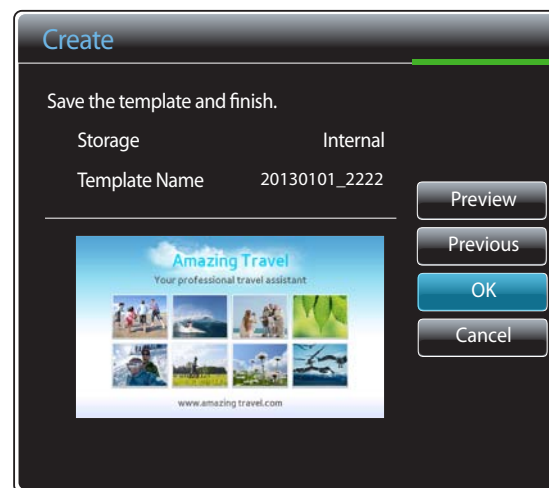 Create
Save the template and finish.
Storage Internal
Template Name 20130101_2222
Preview
Previous
OK
Cancel
Amazing Travel
Your professional travel assistant
www.amazing travel.com